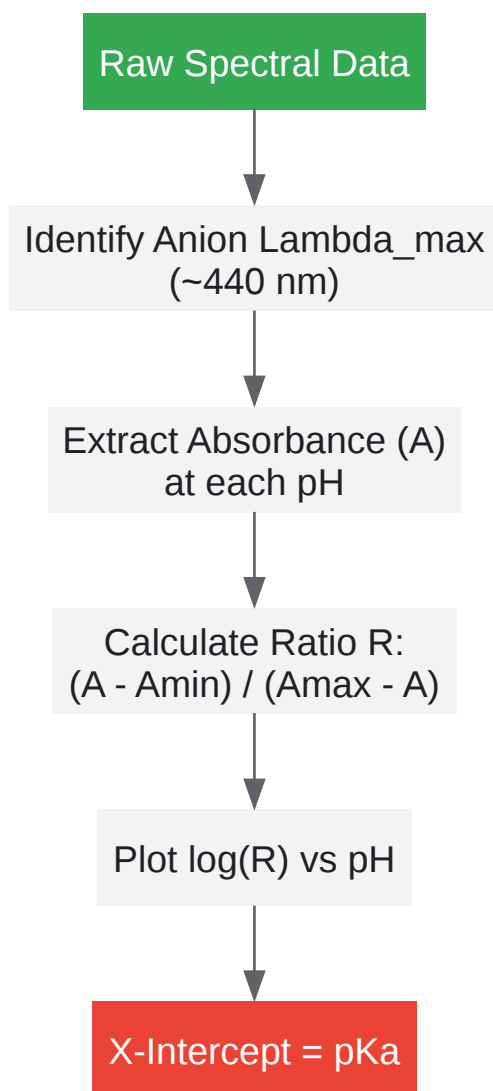 Raw Spectral Data
Identify Anion Lambda_max
(~440 nm)
Extract Absorbance (A)
at each pH
Calculate Ratio R:
(A - Amin) / (Amax - A)
Plot log(R) vs pH
X-Intercept = pKa